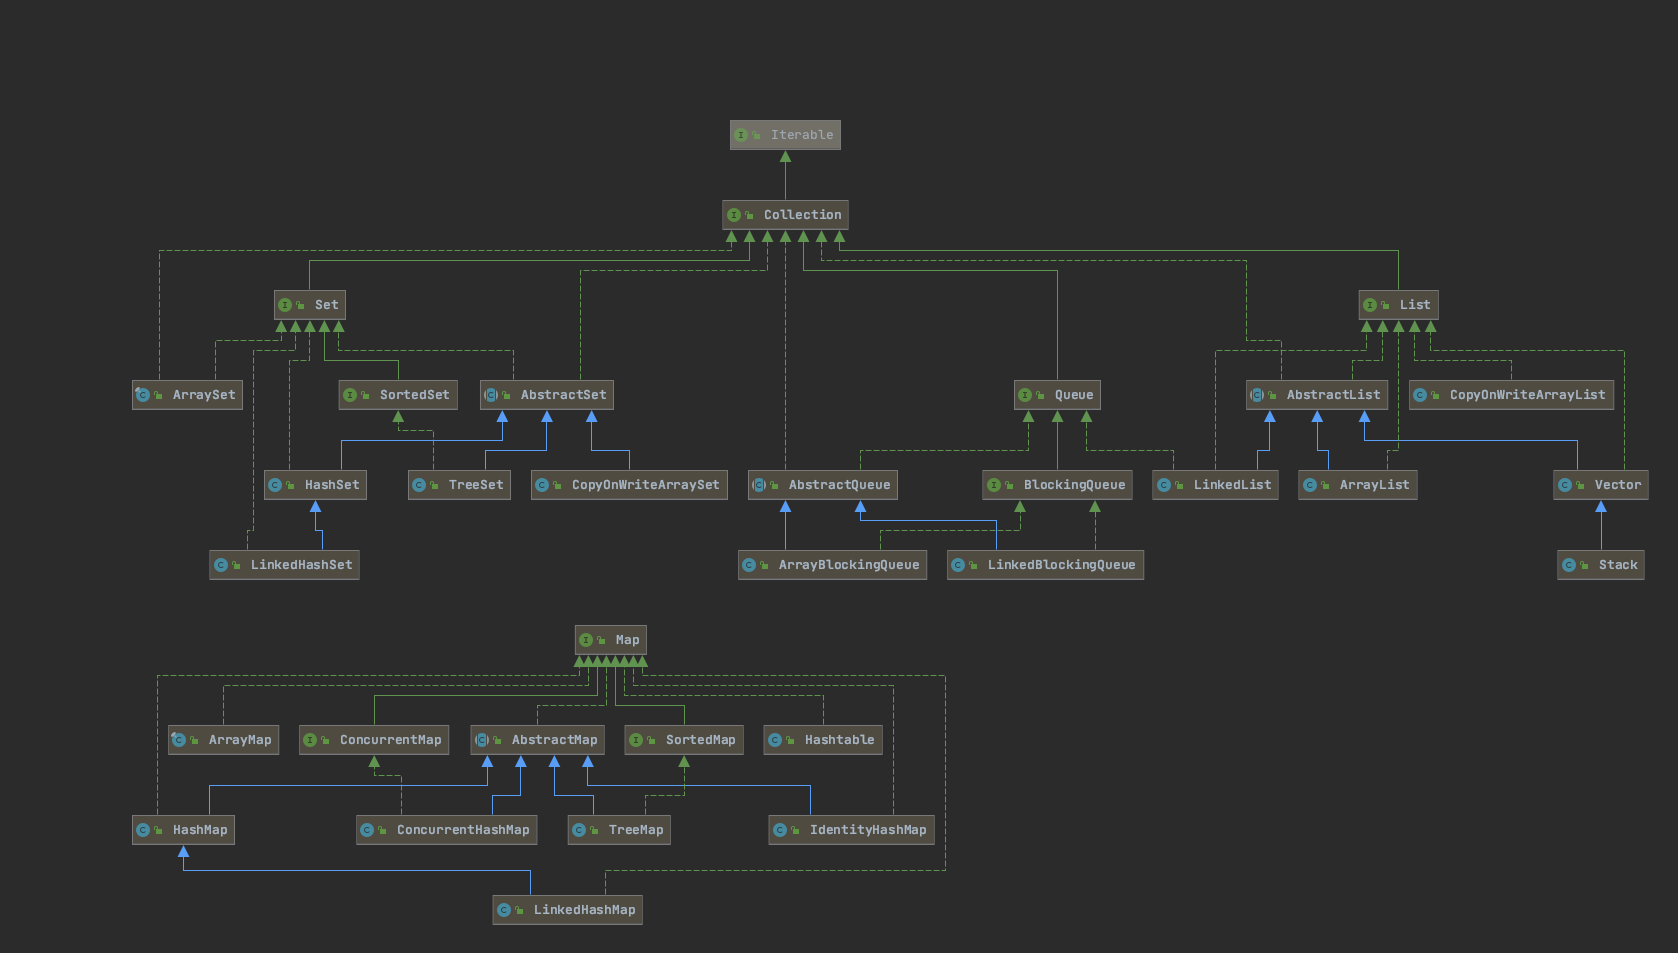 Iterable
Collection
Set
List
ArraySet
SortedSet
AbstractSet
Queue
AbstractList
CopyOnWriteArrayList
HashSet
TreeSet
CopyOnWriteArraySet
AbstractQueue
BlockingQueue
LinkedList
ArrayList
Vector
LinkedHashSet
ArrayBlockingQueue
LinkedBlockingQueue
Stack
Map
ArrayMap
ConcurrentMap
AbstractMap
SortedMap
Hashtable
HashMap
ConcurrentHashMap
TreeMap
IdentityHashMap
LinkedHashMap